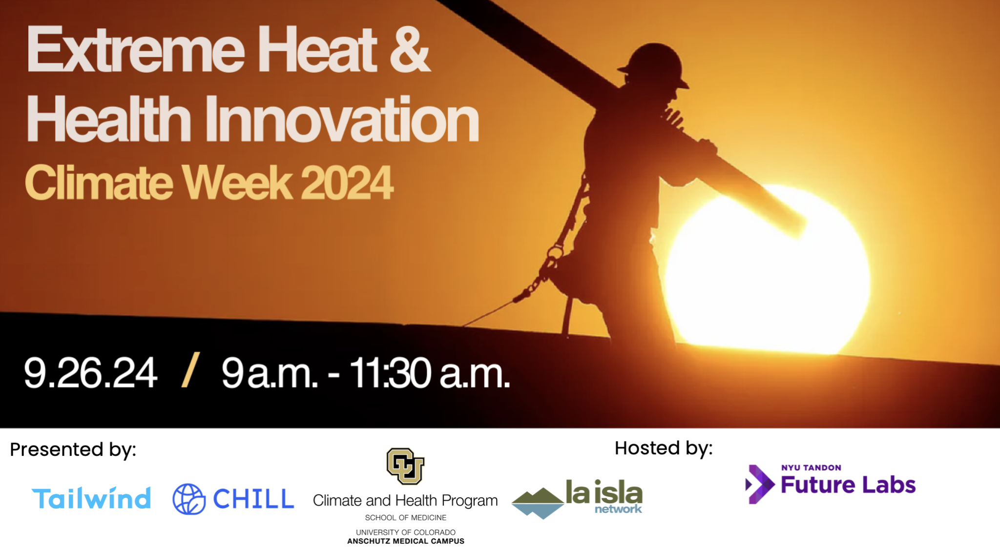 Extreme Heat &
Health Innovation
Climate Week 2024
9.26.24 / 9 a.m. - 11:30 a.m.
Presented by:
Tailwind
CHILL
CU
Climate and Health Program
SCHOOL OF MEDICINE
UNIVERSITY OF COLORADO
ANSCHUTZ MEDICAL CAMPUS
la isla
network
Hosted by:
NYU TANDON
Future Labs